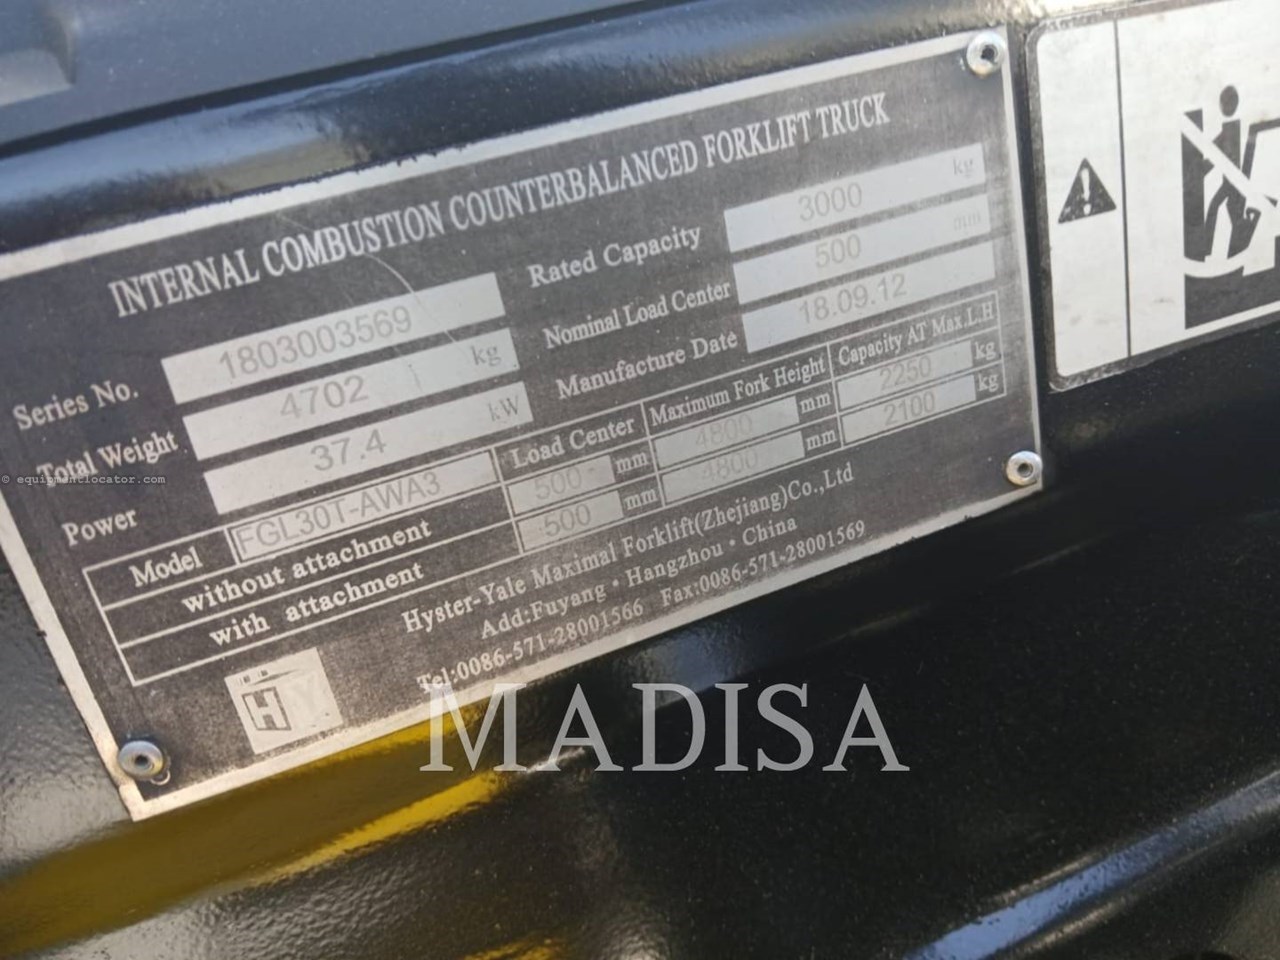 INTERNAL COMBUSTION COUNTERBALANCED FORKLIFT TRUCK
Series No. 1803003569 Rated Capacity 3000 kg
Total Weight 4702 kg Nominal Load Center 500 mm
Power 37.4 kW Manufacture Date 18.09.12
Model FGL30T-AWA3 Load Center Maximum Fork Height Capacity AT Max.L.H
without attachment 500 mm 4800 mm 2250 kg
with attachment 500 mm 4800 mm 2100 kg
Hyster-Yale Maximal Forklift(Zhejiang)Co.,Ltd
Add:Fuyang · Hangzhou · China
Tel:0086-571-28001566 Fax:0086-571-28001569
HY
© equipmentlocator.com
MADISA